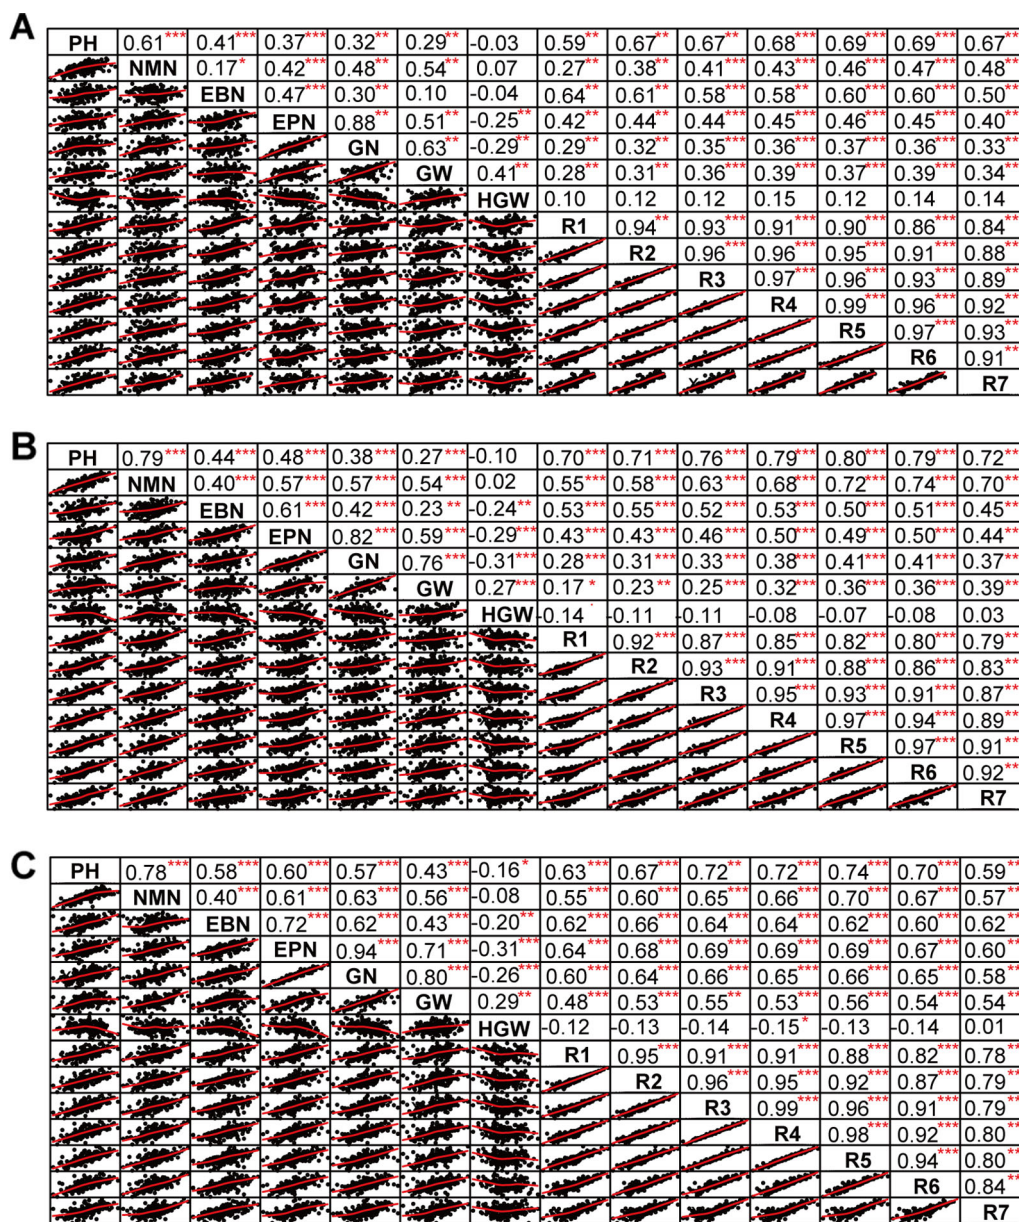 A
PH 0.61*** 0.41*** 0.37*** 0.32** 0.29** -0.03 0.59** 0.67** 0.67** 0.68** 0.69** 0.69** 0.67**
NMN 0.17* 0.42*** 0.48** 0.54** 0.07 0.27** 0.38** 0.41*** 0.43*** 0.46*** 0.47*** 0.48**
EBN 0.47*** 0.30** 0.10 -0.04 0.64** 0.61** 0.58*** 0.58** 0.60*** 0.60*** 0.50**
EPN 0.88** 0.51** -0.25** 0.42** 0.44** 0.44** 0.45** 0.46** 0.45** 0.40**
GN 0.63** -0.29** 0.29** 0.32** 0.35** 0.36** 0.37** 0.36** 0.33**
GW 0.41** 0.28** 0.31** 0.36*** 0.39*** 0.37*** 0.39*** 0.34**
HGW 0.10 0.12 0.12 0.15 0.12 0.14 0.14
R1 0.94** 0.93*** 0.91*** 0.90*** 0.86*** 0.84**
R2 0.96*** 0.96*** 0.95*** 0.91*** 0.88**
R3 0.97*** 0.96*** 0.93*** 0.89**
R4 0.99*** 0.96*** 0.92**
R5 0.97*** 0.93**
R6 0.91**
R7
B
PH 0.79*** 0.44*** 0.48*** 0.38*** 0.27*** -0.10 0.70*** 0.71*** 0.76*** 0.79*** 0.80*** 0.79*** 0.72**
NMN 0.40*** 0.57*** 0.57*** 0.54*** 0.02 0.55*** 0.58*** 0.63*** 0.68*** 0.72*** 0.74*** 0.70**
EBN 0.61*** 0.42*** 0.23** -0.24** 0.53*** 0.55*** 0.52*** 0.53*** 0.50*** 0.51*** 0.45**
EPN 0.82*** 0.59*** -0.29*** 0.43*** 0.43*** 0.46*** 0.50*** 0.49*** 0.50*** 0.44**
GN 0.76*** -0.31*** 0.28*** 0.31*** 0.33*** 0.38*** 0.41*** 0.41*** 0.37**
GW 0.27*** 0.17* 0.23** 0.25*** 0.32*** 0.36*** 0.36*** 0.39**
HGW -0.14 -0.11 -0.11 -0.08 -0.07 -0.08 0.03
R1 0.92*** 0.87*** 0.85*** 0.82*** 0.80*** 0.79**
R2 0.93*** 0.91*** 0.88*** 0.86*** 0.83**
R3 0.95*** 0.93*** 0.91*** 0.87**
R4 0.97*** 0.94*** 0.89**
R5 0.97*** 0.91**
R6 0.92**
R7
C
PH 0.78*** 0.58*** 0.60*** 0.57*** 0.43*** -0.16* 0.63*** 0.67*** 0.72** 0.72*** 0.74*** 0.70*** 0.59**
NMN 0.40*** 0.61*** 0.63*** 0.56*** -0.08 0.55*** 0.60*** 0.65*** 0.66*** 0.70*** 0.67*** 0.57**
EBN 0.72*** 0.62*** 0.43*** -0.20** 0.62*** 0.66*** 0.64*** 0.64*** 0.62*** 0.60*** 0.62**
EPN 0.94*** 0.71*** -0.31*** 0.64*** 0.68*** 0.69*** 0.69*** 0.69*** 0.67*** 0.60**
GN 0.80*** -0.26*** 0.60*** 0.64*** 0.66*** 0.65*** 0.66*** 0.65*** 0.58**
GW 0.29** 0.48*** 0.53*** 0.55** 0.53*** 0.56*** 0.54*** 0.54**
HGW -0.12 -0.13 -0.14 -0.15* -0.13 -0.14 0.01
R1 0.95*** 0.91*** 0.91*** 0.88*** 0.82*** 0.78**
R2 0.96*** 0.95*** 0.92*** 0.87*** 0.79**
R3 0.99*** 0.96*** 0.91*** 0.79**
R4 0.98*** 0.92*** 0.80**
R5 0.94*** 0.80**
R6 0.84**
R7